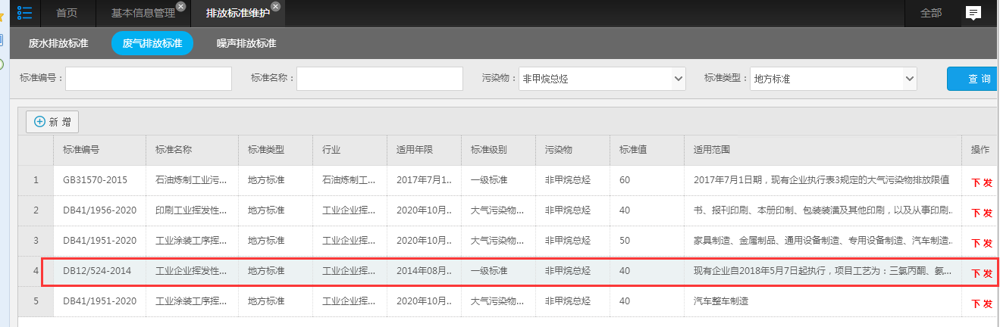 首页 基本信息管理 排放标准维护 全部
废水排放标准 废气排放标准 噪声排放标准
标准编号： 标准名称： 污染物： 非甲烷总烃 标准类型： 地方标准 查 询
新 增
标准编号 标准名称 标准类型 行业 适用年限 标准级别 污染物 标准值 适用范围 操作
1 GB31570-2015 石油炼制工业污... 地方标准 石油炼制工... 2017年7月1.. 一级标准 非甲烷总烃 60 2017年7月1日期，现有企业执行表3规定的大气污染物排放限值 下 发
2 DB41/1956-2020 印刷工业挥发性... 地方标准 工业企业挥... 2020年10月.. 大气污染物... 非甲烷总烃 40 书、报刊印刷、本册印制、包装装潢及其他印刷，以及从事印刷.. 下 发
3 DB41/1951-2020 工业涂装工序挥... 地方标准 工业企业挥... 2020年10月.. 大气污染物... 非甲烷总烃 50 家具制造、金属制品、通用设备制造、专用设备制造、汽车制造.. 下 发
4 DB12/524-2014 工业企业挥发性... 地方标准 工业企业挥... 2014年08月.. 一级标准 非甲烷总烃 40 现有企业自2018年5月7日起执行，项目工艺为：三氯丙酮、氨... 下 发
5 DB41/1951-2020 工业涂装工序挥... 地方标准 工业企业挥... 2020年10月.. 大气污染物... 非甲烷总烃 40 汽车整车制造 下 发